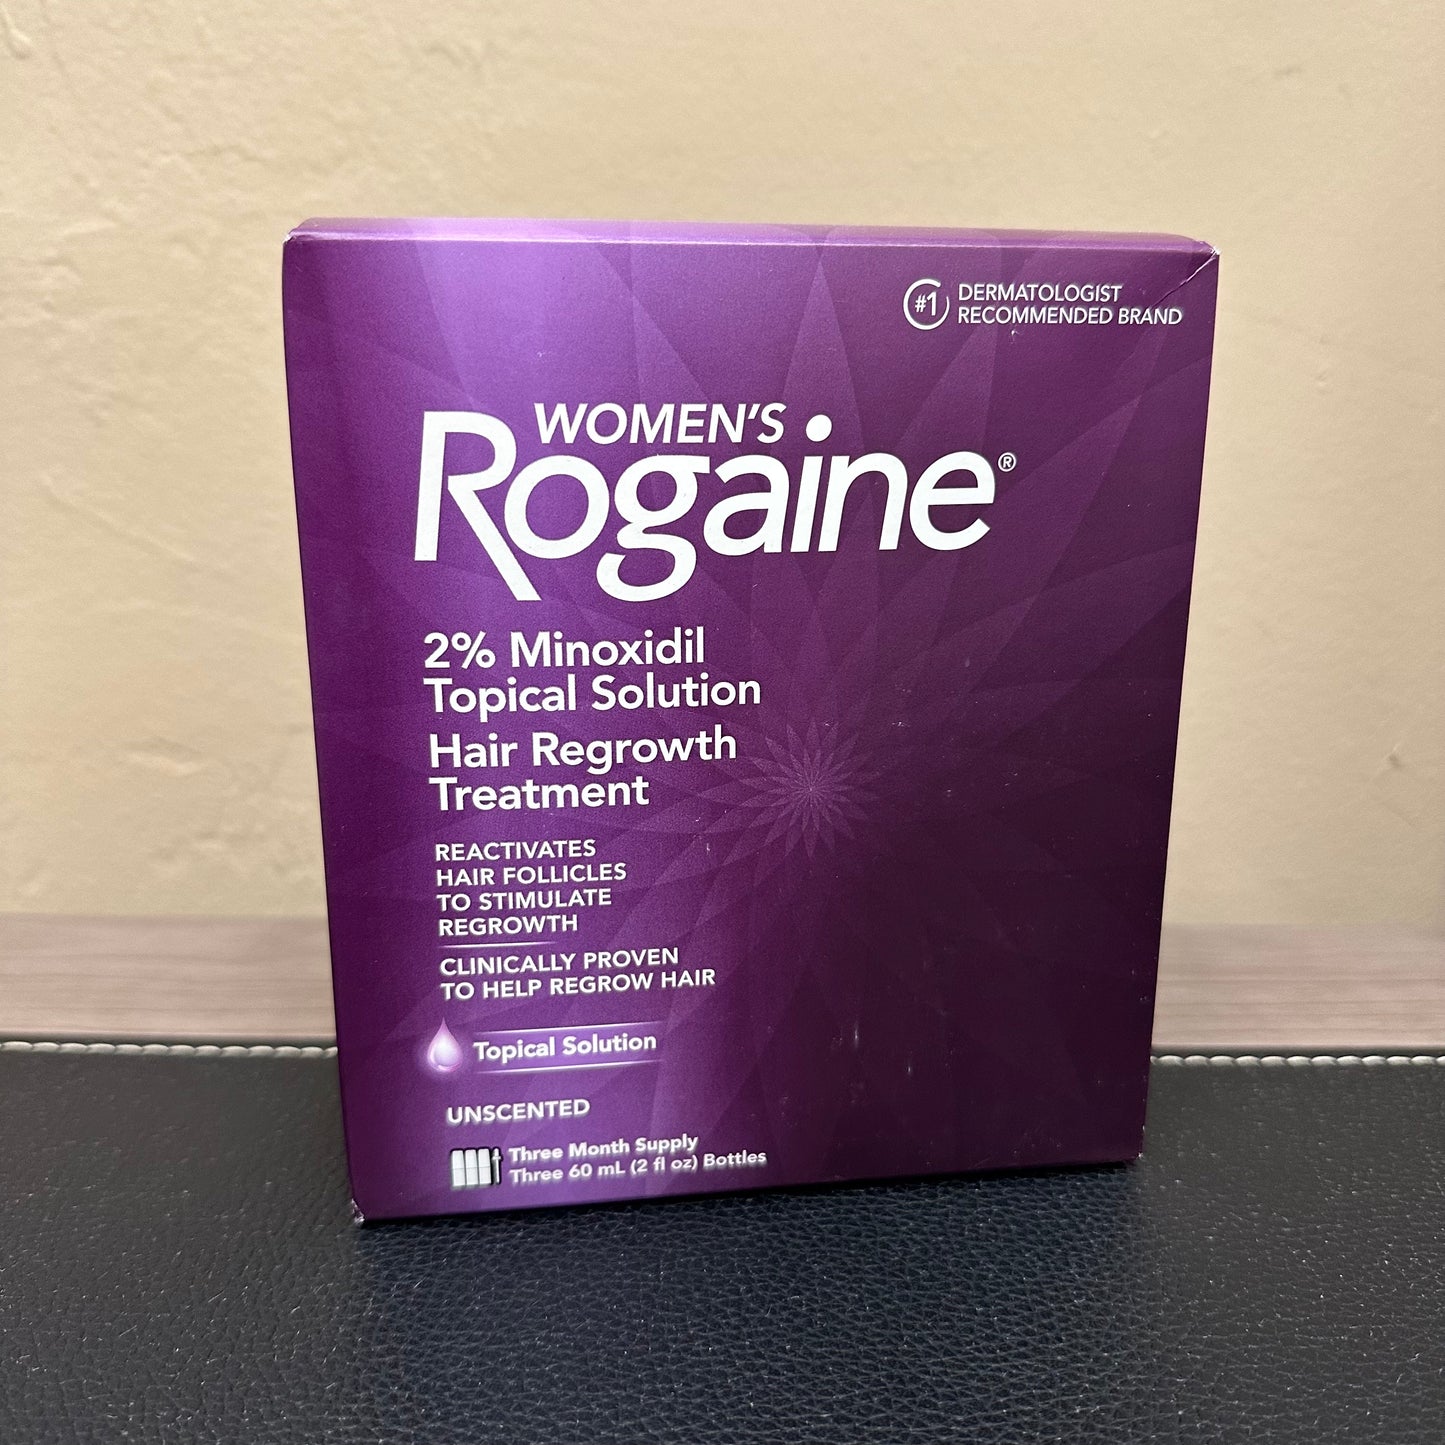 #1 DERMATOLOGIST
RECOMMENDED BRAND
WOMEN'S
Rogaine®
2% Minoxidil
Topical Solution
Hair Regrowth
Treatment
REACTIVATES
HAIR FOLLICLES
TO STIMULATE
REGROWTH
CLINICALLY PROVEN
TO HELP REGROW HAIR
Topical Solution
UNSCENTED
Three Month Supply
Three 60 mL (2 fl oz) Bottles